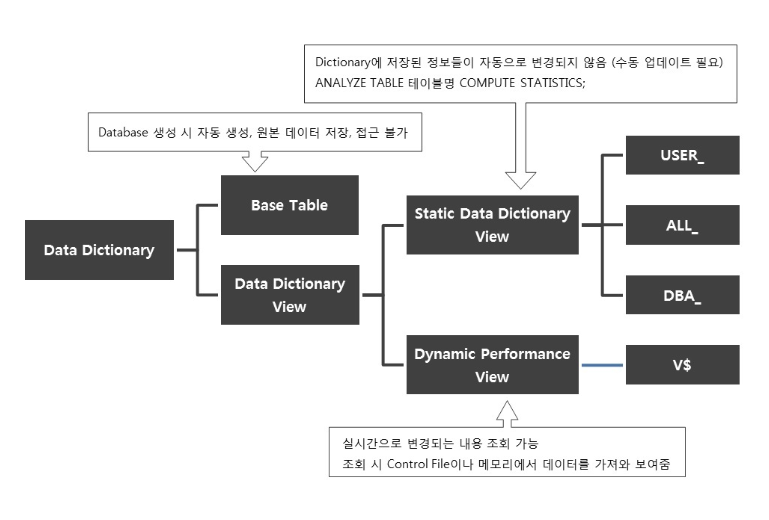 Dictionary에 저장된 정보들이 자동으로 변경되지 않음 (수동 업데이트 필요)
ANALYZE TABLE 테이블명 COMPUTE STATISTICS;
Database 생성 시 자동 생성, 원본 데이터 저장, 접근 불가
Data Dictionary
Base Table
Data Dictionary
View
Static Data Dictionary
View
Dynamic Performance
View
USER_
ALL_
DBA_
V$
실시간으로 변경되는 내용 조회 가능
조회 시 Control File이나 메모리에서 데이터를 가져와 보여줌